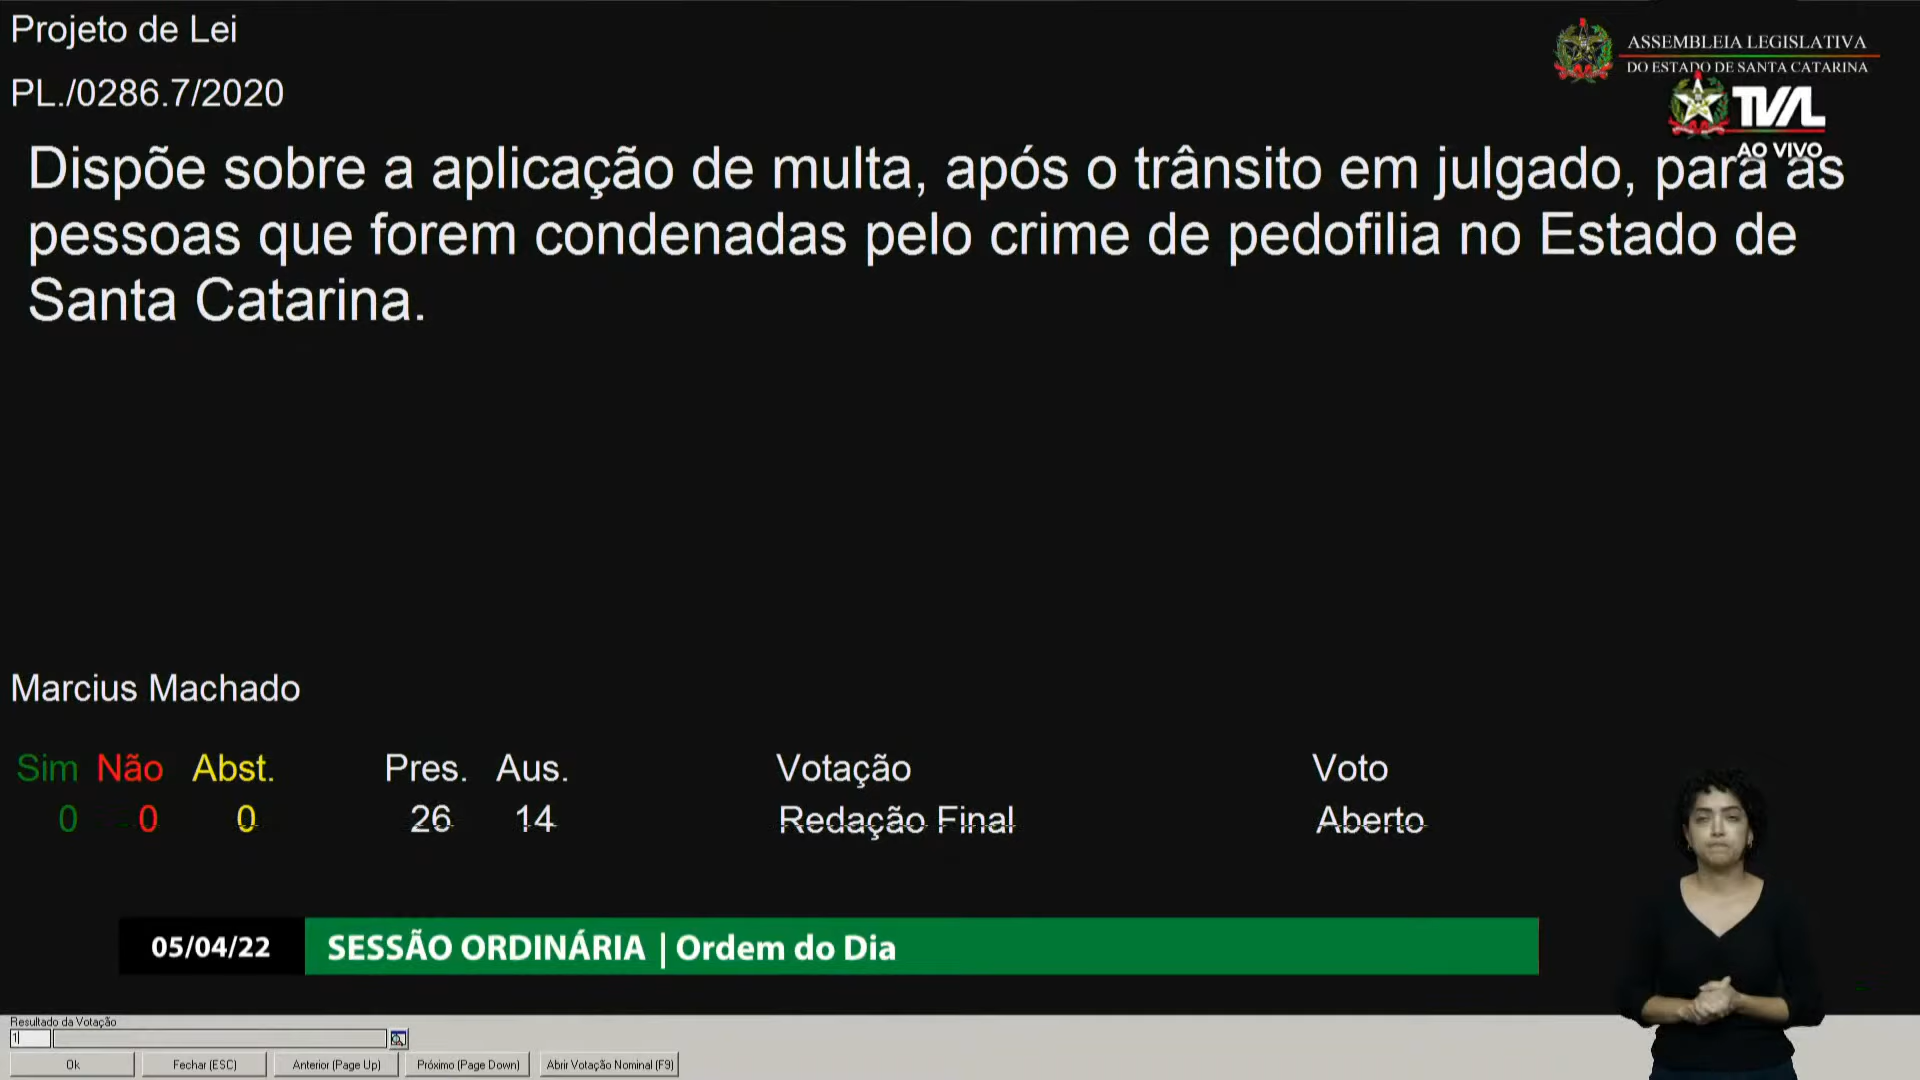 Projeto de Lei
PL./0286.7/2020
ASSEMBLEIA LEGISLATIVA
DO ESTADO DE SANTA CATARINA
TVAL
AO VIVO
Dispõe sobre a aplicação de multa, após o trânsito em julgado, para as
pessoas que forem condenadas pelo crime de pedofilia no Estado de
Santa Catarina.
Marcius Machado
Sim Não Abst. Pres. Aus. Votação Voto
0 0 0 26 14 Redação Final Aberto
05/04/22 SESSÃO ORDINÁRIA | Ordem do Dia
Resultado da Votação
1
Ok Fechar (ESC) Anterior (Page Up) Próximo (Page Down) Abrir Votação Nominal (F9)